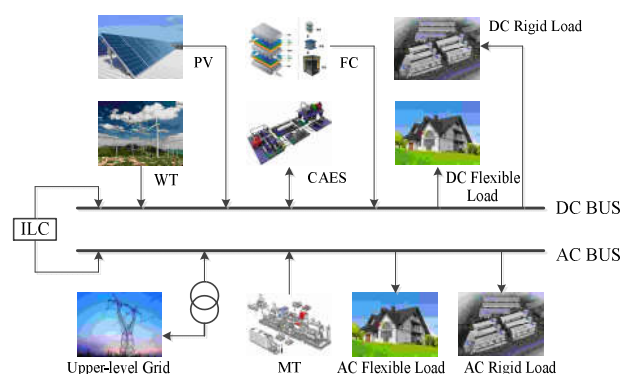 DC Rigid Load
PV
FC
WT
CAES
DC Flexible
Load
DC BUS
ILC
AC BUS
Upper-level Grid
MT
AC Flexible Load
AC Rigid Load